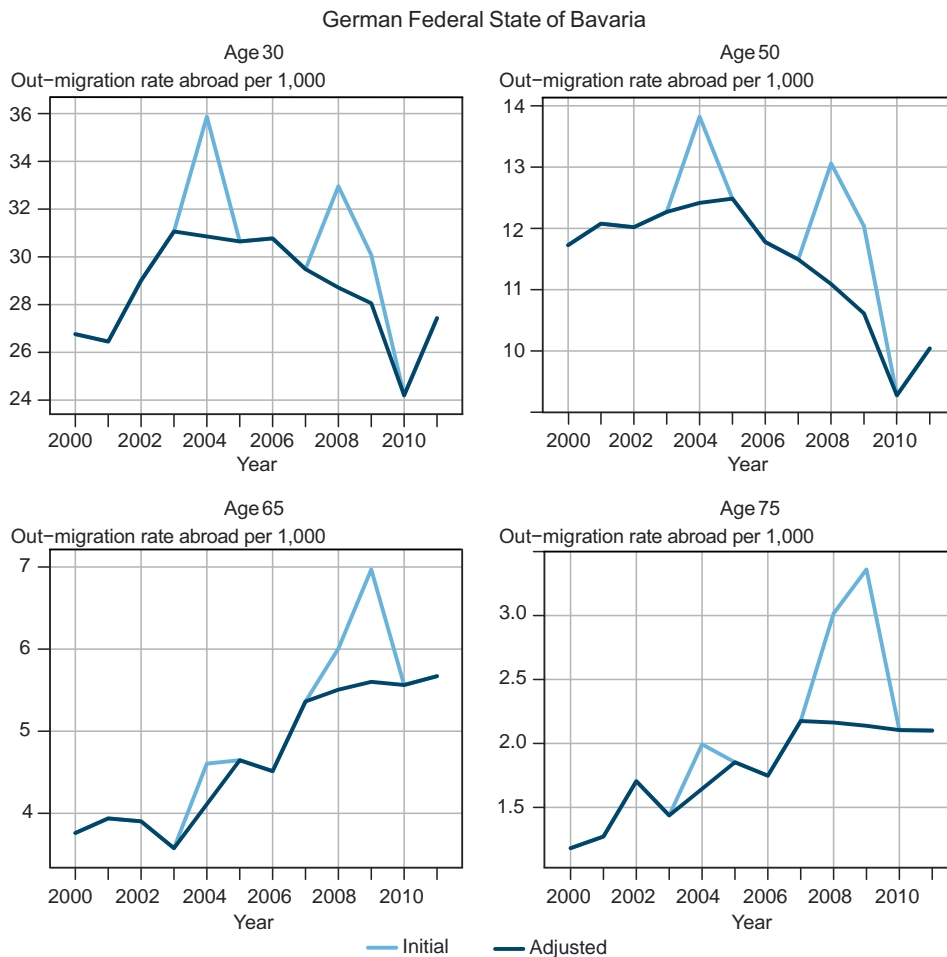 German Federal State of Bavaria
Age 30
Out-migration rate abroad per 1,000
36
34
32
30
28
26
24
2000 2002 2004 2006 2008 2010
Year
Age 50
Out-migration rate abroad per 1,000
14
13
12
11
10
2000 2002 2004 2006 2008 2010
Year
Age 65
Out-migration rate abroad per 1,000
7
6
5
4
2000 2002 2004 2006 2008 2010
Year
Age 75
Out-migration rate abroad per 1,000
3.0
2.5
2.0
1.5
2000 2002 2004 2006 2008 2010
Year
Initial Adjusted